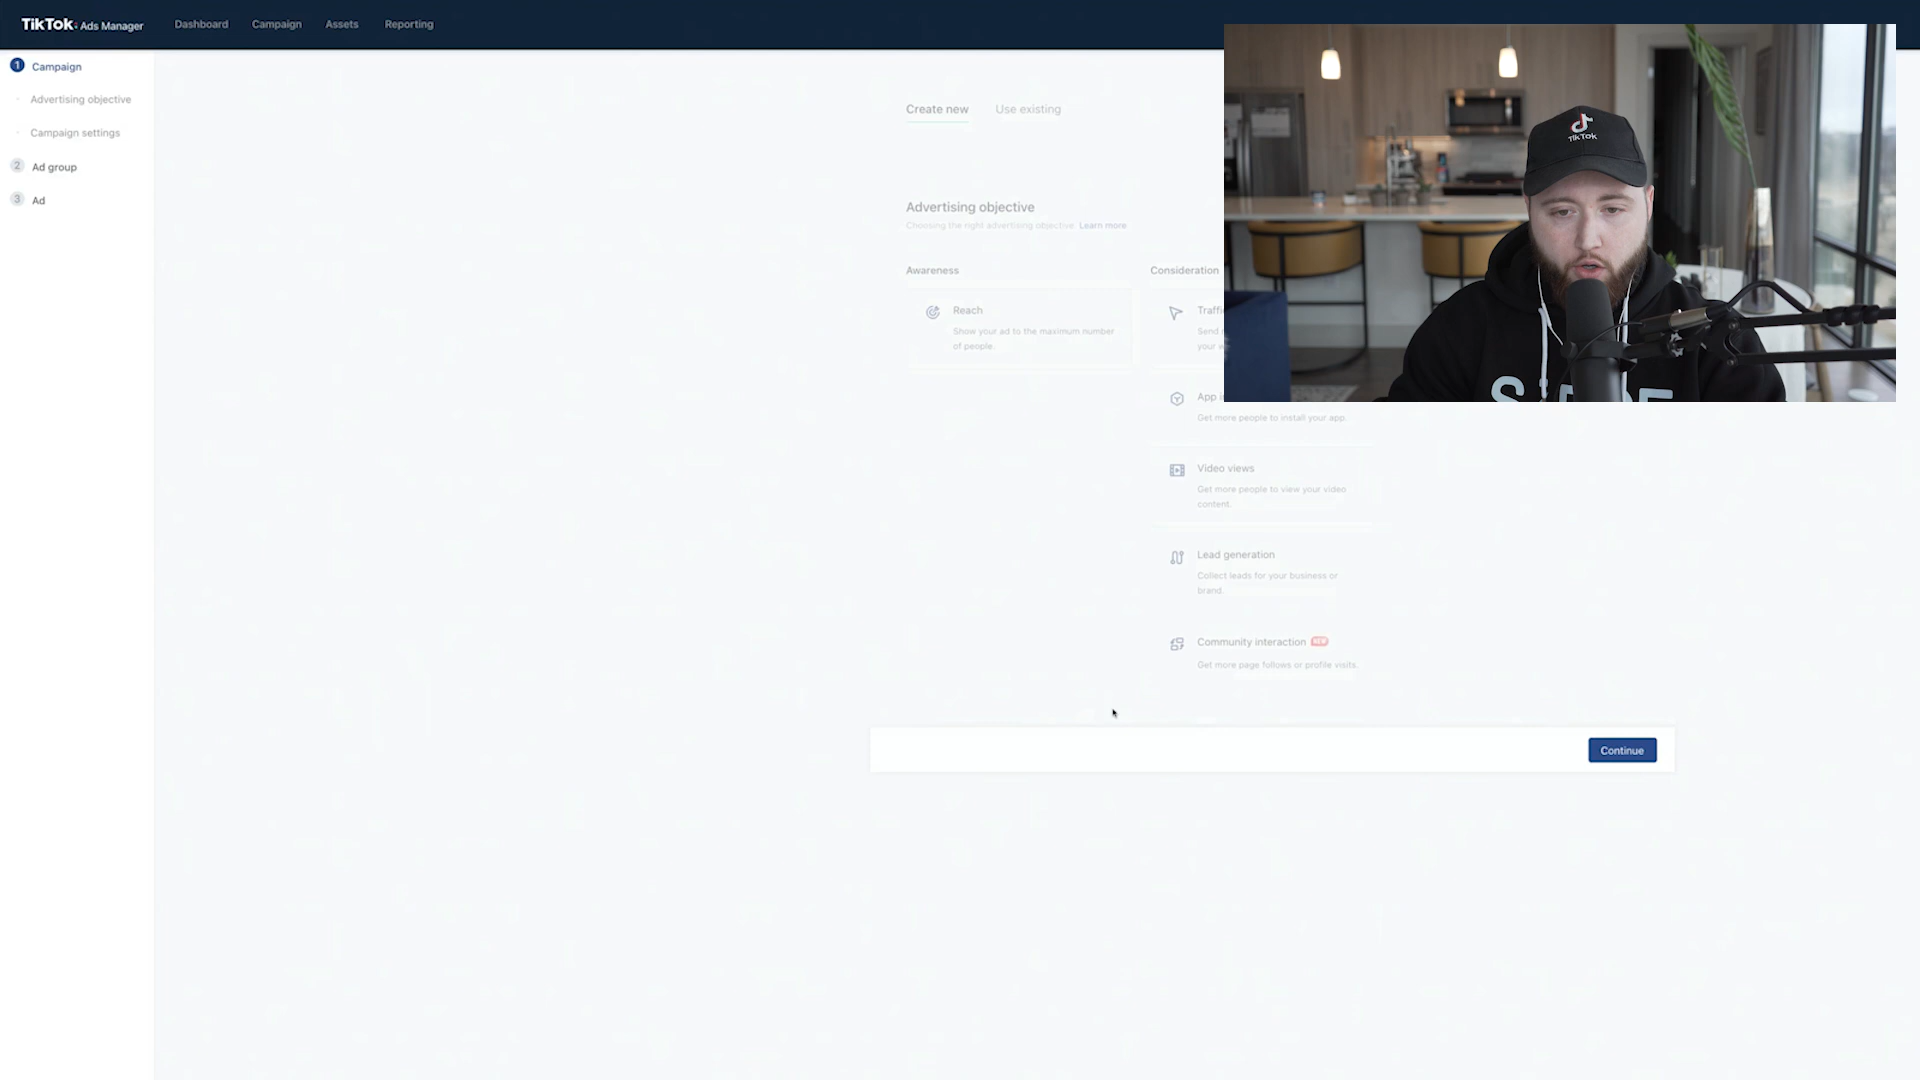 TikTok: Ads Manager
Dashboard
Campaign
Assets
Reporting
1 Campaign
Advertising objective
Campaign settings
2 Ad group
3 Ad
Create new
Use existing
Advertising objective
Choosing the right advertising objective Learn more
Awareness
Reach
Show your ad to the maximum number
of people.
Consideration
Send
your
App
Get more people to install your app.
Video views
Get more people to view your video
content.
Lead generation
Collect leads for your business or
brand.
Community interaction NEW
Get more page follows or profile visits.
Continue
TikTok